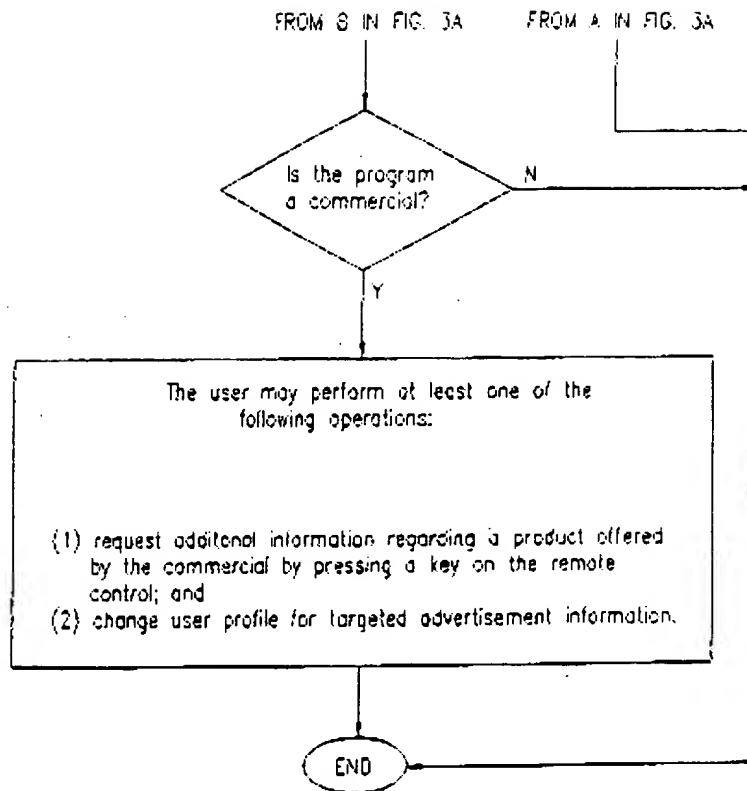 FROM B IN FIG. 3A
FROM A IN FIG. 3A
Is the program
a commercial?
N
Y
The user may perform at least one of the
following operations:
(1) request additonal information regarding a product offered
by the commercial by pressing a key on the remote
control; and
(2) change user profile for targeted advertisement information.
END